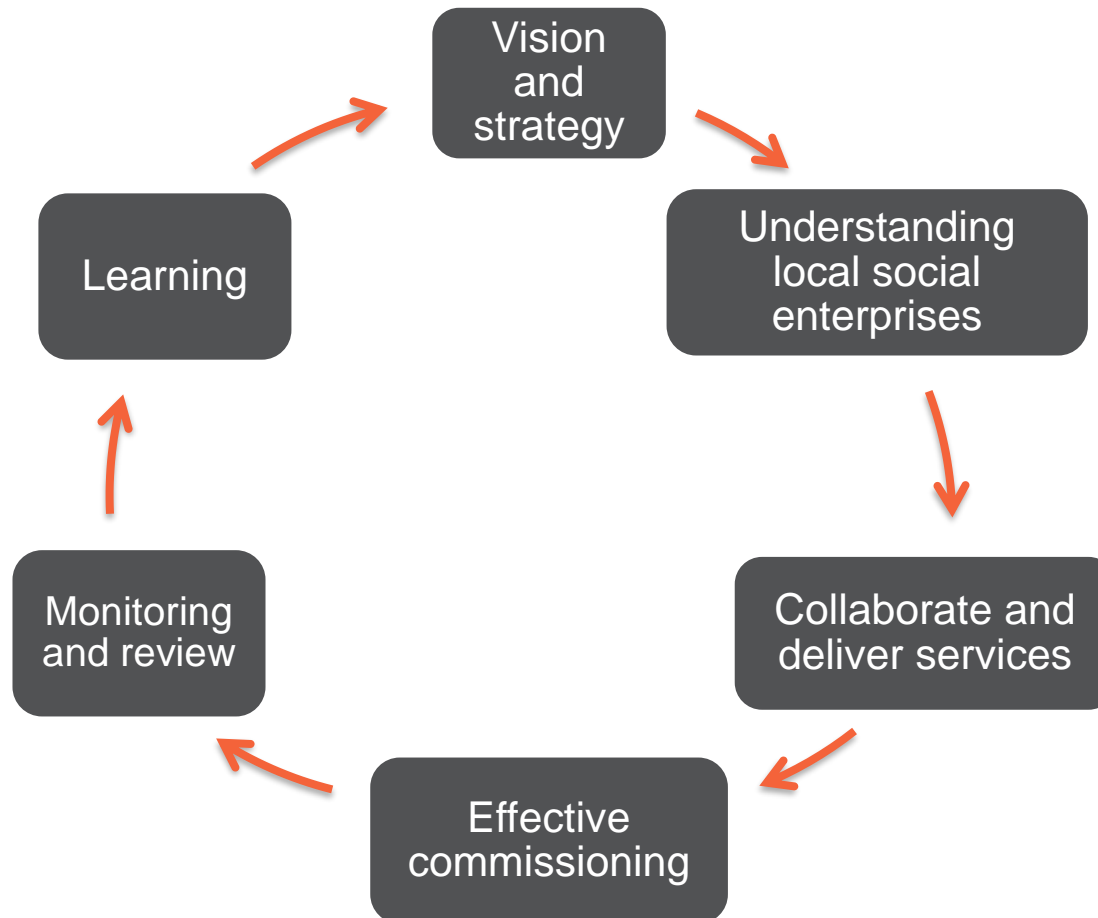 Vision
and
strategy
Understanding
local social
enterprises
Collaborate and
deliver services
Effective
commissioning
Monitoring
and review
Learning